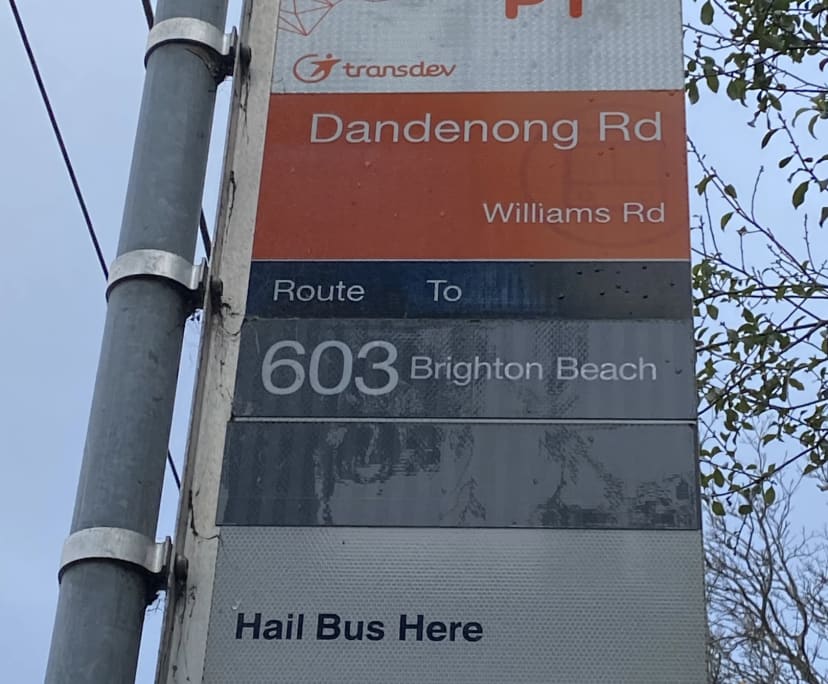 transdev
Dandenong Rd
Williams Rd
Route To
603 Brighton Beach
Hail Bus Here